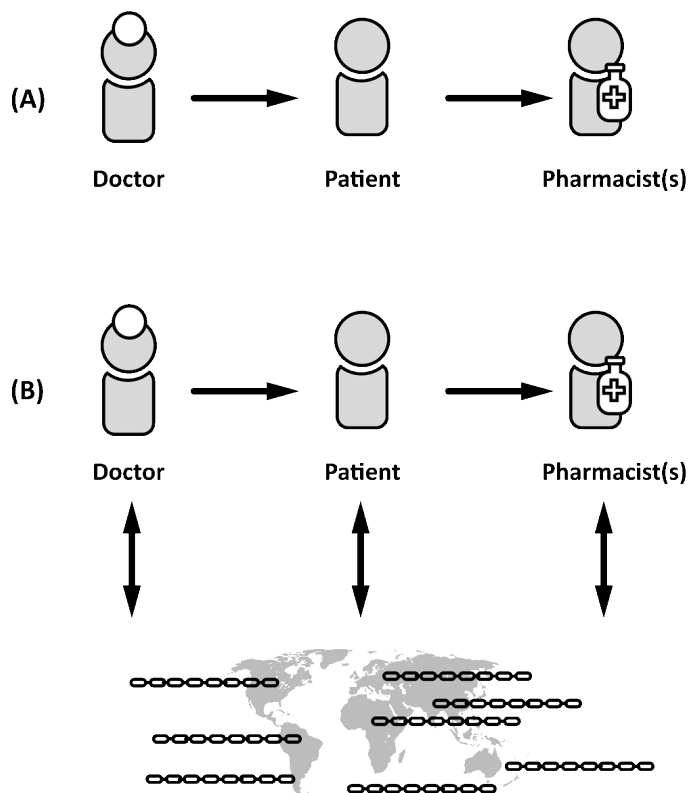 (A)
Doctor
Patient
Pharmacist(s)
(B)
Doctor
Patient
Pharmacist(s)